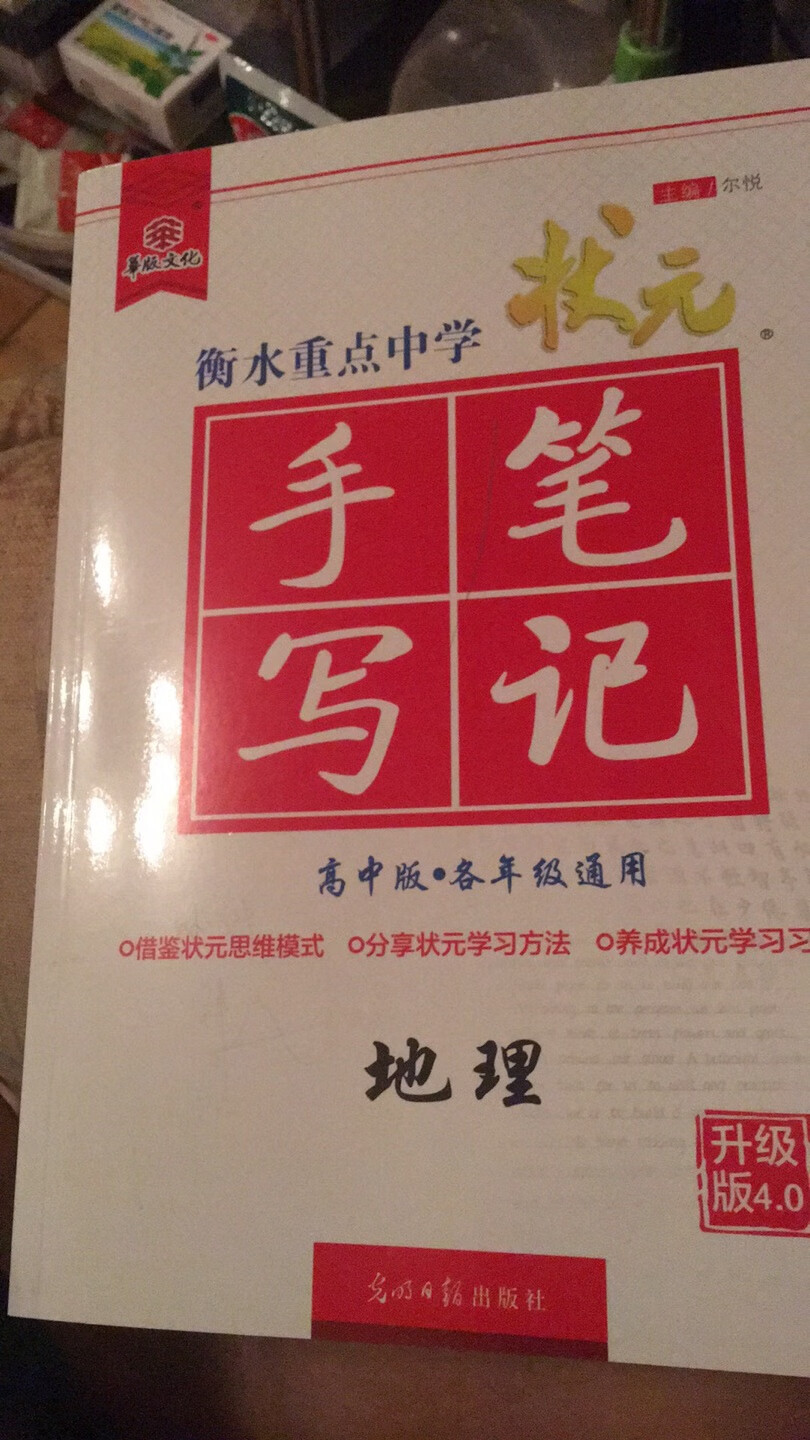 主编/尔悦
華版文化
衡水重点中学 状元®
手笔
写记
高中版·各年级通用
借鉴状元思维模式 分享状元学习方法 养成状元学习习
地理
升级
版4.0
光明日报出版社